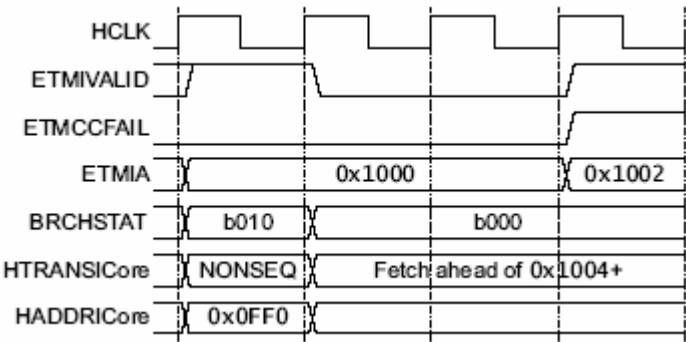 HCLK
ETMIVALID
ETMCCFAIL
ETMIA 0x1000 0x1002
BRCHSTAT b010 b000
HTRANSICore NONSEQ Fetch ahead of 0x1004+
HADDRICore 0x0FF0